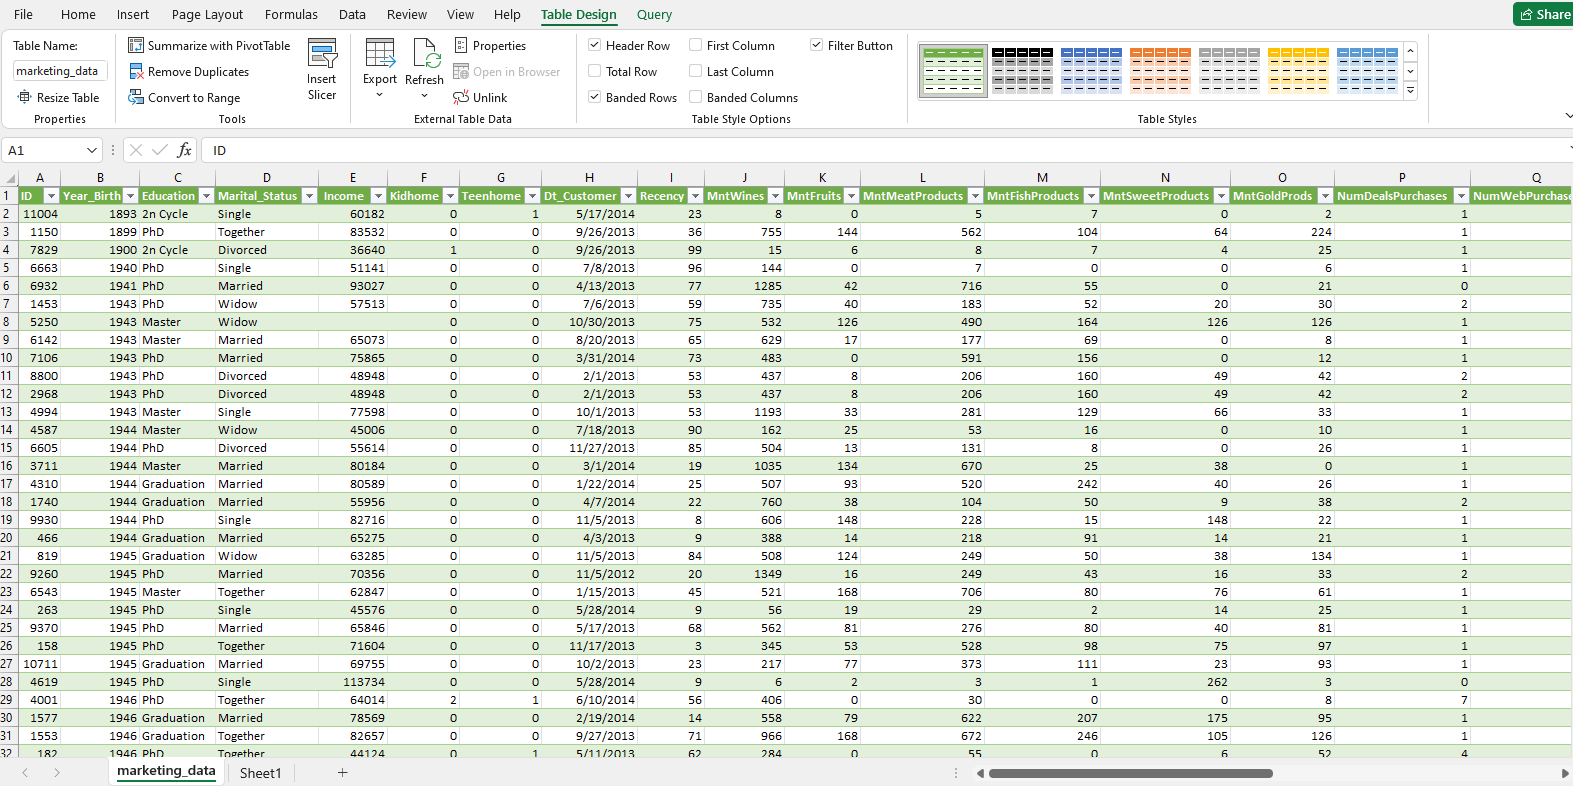 File Home Insert Page Layout Formulas Data Review View Help Table Design Query Share
Table Name: Summarize with PivotTable Properties Header Row First Column Filter Button
marketing_data Remove Duplicates Insert Slicer Export Refresh Open in Browser Total Row Last Column
Resize Table Convert to Range Unlink Banded Rows Banded Columns
Properties Tools External Table Data Table Style Options Table Styles
A1 fx ID
A B C D E F G H I J K L M N O P Q
1 ID Year_Birth Education Marital_Status Income Kidhome Teenhome Dt_Customer Recency MntWines MntFruits MntMeatProducts MntFishProducts MntSweetProducts MntGoldProds NumDealsPurchases NumWebPurchase
2 11004 1893 2n Cycle Single 60182 0 1 5/17/2014 23 8 0 5 7 0 2 1
3 1150 1899 PhD Together 83532 0 0 9/26/2013 36 755 144 562 104 64 224 1
4 7829 1900 2n Cycle Divorced 36640 1 0 9/26/2013 99 15 6 8 7 4 25 1
5 6663 1940 PhD Single 51141 0 0 7/8/2013 96 144 0 7 0 0 6 1
6 6932 1941 PhD Married 93027 0 0 4/13/2013 77 1285 42 716 55 0 21 0
7 1453 1943 PhD Widow 57513 0 0 7/6/2013 59 735 40 183 52 20 30 2
8 5250 1943 Master Widow 0 0 10/30/2013 75 532 126 490 164 126 126 1
9 6142 1943 Master Married 65073 0 0 8/20/2013 65 629 17 177 69 0 8 1
10 7106 1943 PhD Married 75865 0 0 3/31/2014 73 483 0 591 156 0 12 1
11 8800 1943 PhD Divorced 48948 0 0 2/1/2013 53 437 8 206 160 49 42 2
12 2968 1943 PhD Divorced 48948 0 0 2/1/2013 53 437 8 206 160 49 42 2
13 4994 1943 Master Single 77598 0 0 10/1/2013 53 1193 33 281 129 66 33 1
14 4587 1944 Master Widow 45006 0 0 7/18/2013 90 162 25 53 16 0 10 1
15 6605 1944 PhD Divorced 55614 0 0 11/27/2013 85 504 13 131 8 0 26 1
16 3711 1944 Master Married 80184 0 0 3/1/2014 19 1035 134 670 25 38 0 1
17 4310 1944 Graduation Married 80589 0 0 1/22/2014 25 507 93 520 242 40 26 1
18 1740 1944 Graduation Married 55956 0 0 4/7/2014 22 760 38 104 50 9 38 2
19 9930 1944 PhD Single 82716 0 0 11/5/2013 8 606 148 228 15 148 22 1
20 466 1944 Graduation Married 65275 0 0 4/3/2013 9 388 14 218 91 14 21 1
21 819 1945 Graduation Widow 63285 0 0 11/5/2013 84 508 124 249 50 38 134 1
22 9260 1945 PhD Married 70356 0 0 11/5/2012 20 1349 16 249 43 16 33 2
23 6543 1945 Master Together 62847 0 0 1/15/2013 45 521 168 706 80 76 61 1
24 263 1945 PhD Single 45576 0 0 5/28/2014 9 56 19 29 2 14 25 1
25 9370 1945 PhD Married 65846 0 0 5/17/2013 68 562 81 276 80 40 81 1
26 158 1945 PhD Together 71604 0 0 11/17/2013 3 345 53 528 98 75 97 1
27 10711 1945 Graduation Married 69755 0 0 10/2/2013 23 217 77 373 111 23 93 1
28 4619 1945 PhD Single 113734 0 0 5/28/2014 9 6 2 3 1 262 3 0
29 4001 1946 PhD Together 64014 2 1 6/10/2014 56 406 0 30 0 0 8 7
30 1577 1946 Graduation Married 78569 0 0 2/19/2014 14 558 79 622 207 175 95 1
31 1553 1946 Graduation Together 82657 0 0 9/27/2013 71 966 168 672 246 105 126 1
32 182 1946 PhD Together 44124 0 1 5/11/2013 62 284 0 55 0 6 52 4
marketing_data Sheet1